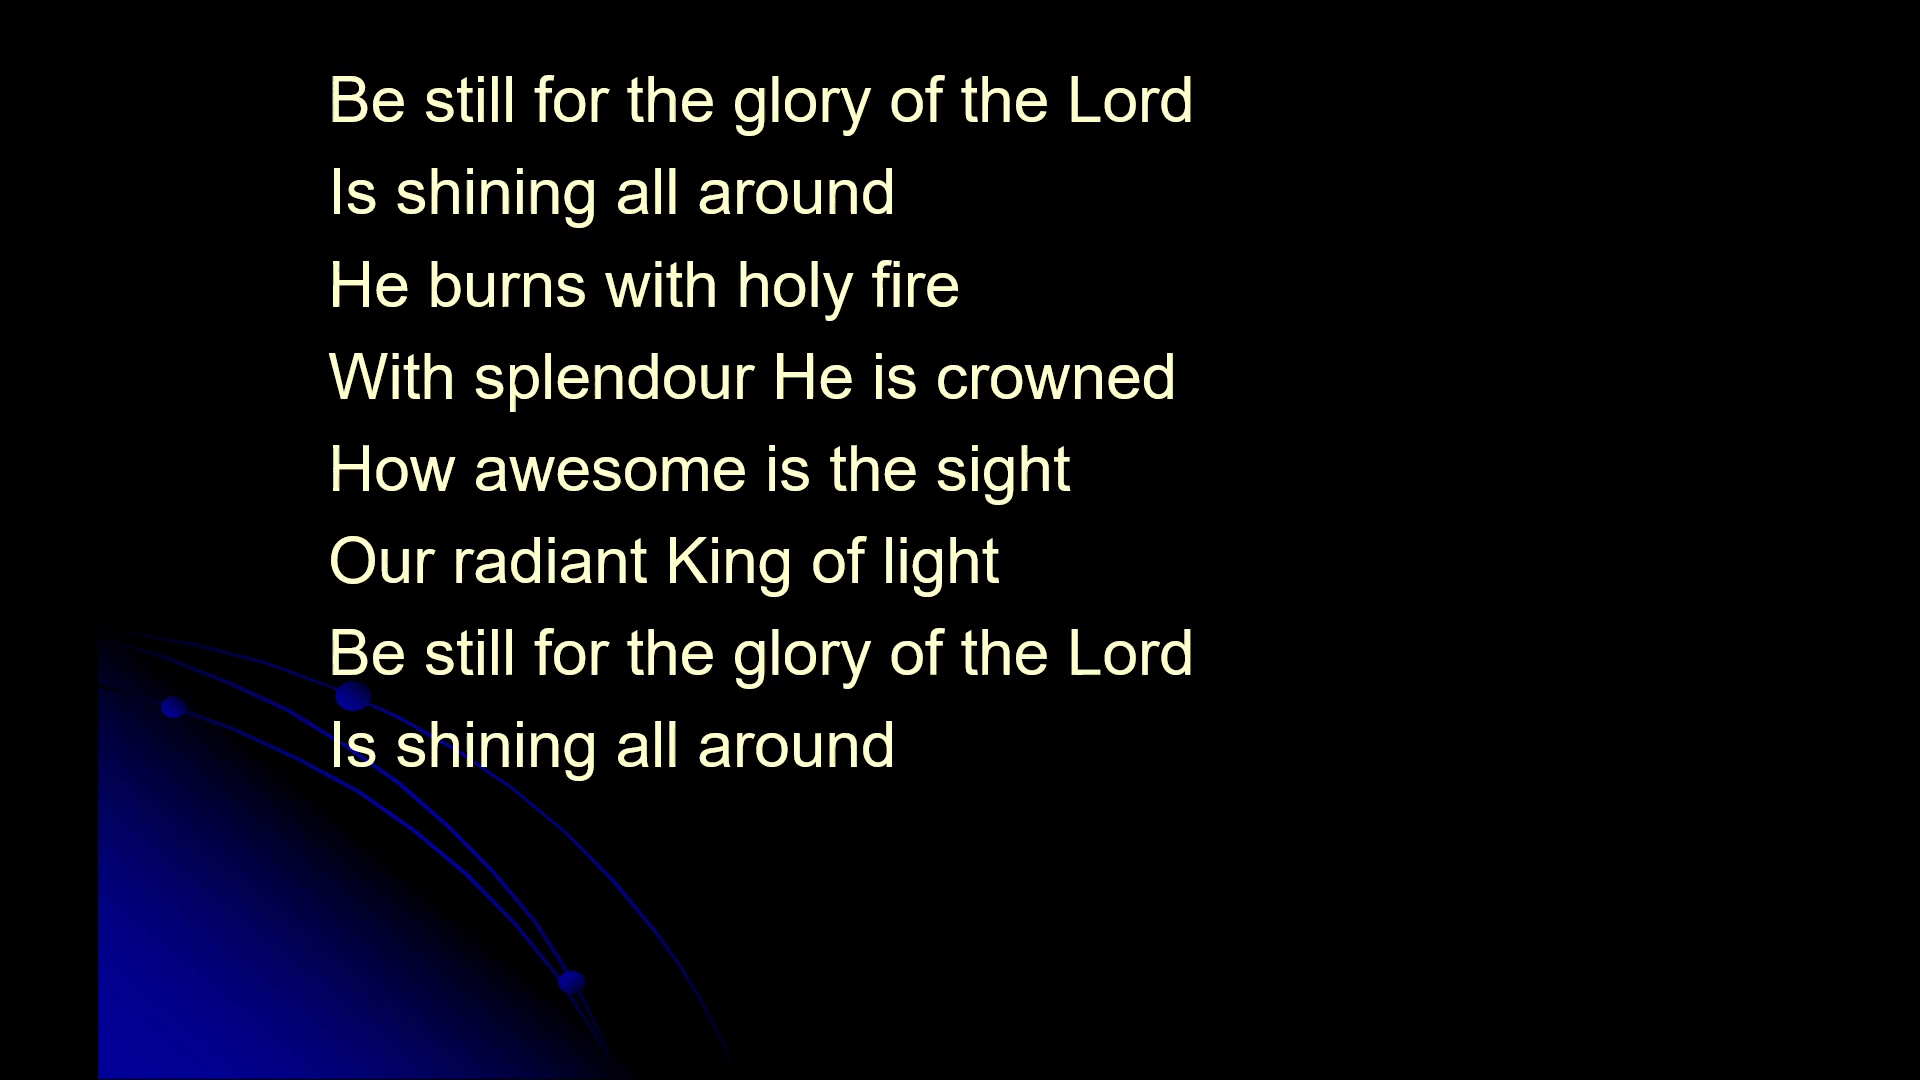 Be still for the glory of the Lord
Is shining all around
He burns with holy fire
With splendour He is crowned
How awesome is the sight
Our radiant King of light
Be still for the glory of the Lord
Is shining all around